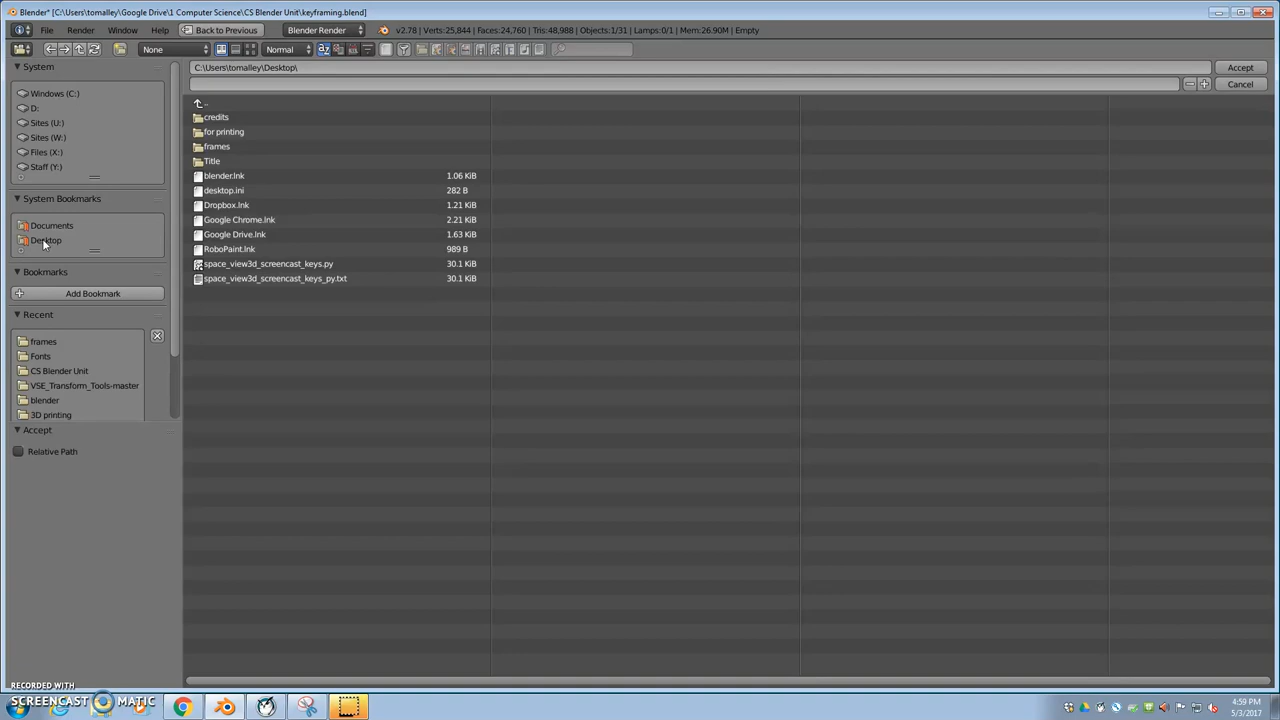 Blender* [C:\Users\tomalley\Google Drive\1 Computer Science\CS Blender Unit\keyframing.blend]
File Render Window Help Back to Previous Blender Render v2.78 | Verts:25,844 | Faces:24,760 | Tris:48,988 | Objects:1/31 | Lamps:0/1 | Mem:26.90M | Empty
None Normal
System
C:\Users\tomalley\Desktop\ Accept
Cancel
Windows (C:)
D:
Sites (U:)
Sites (W:)
Files (X:)
Staff (Y:)
System Bookmarks
Documents
Desktop
Bookmarks
Add Bookmark
Recent
frames
Fonts
CS Blender Unit
VSE_Transform_Tools-master
blender
3D printing
Accept
Relative Path
..
credits
for printing
frames
Title
blender.lnk 1.06 KiB
desktop.ini 282 B
Dropbox.lnk 1.21 KiB
Google Chrome.lnk 2.21 KiB
Google Drive.lnk 1.63 KiB
RoboPaint.lnk 989 B
space_view3d_screencast_keys.py 30.1 KiB
space_view3d_screencast_keys_py.txt 30.1 KiB
RECORDED WITH
SCREENCAST MATIC
4:59 PM
5/3/2017